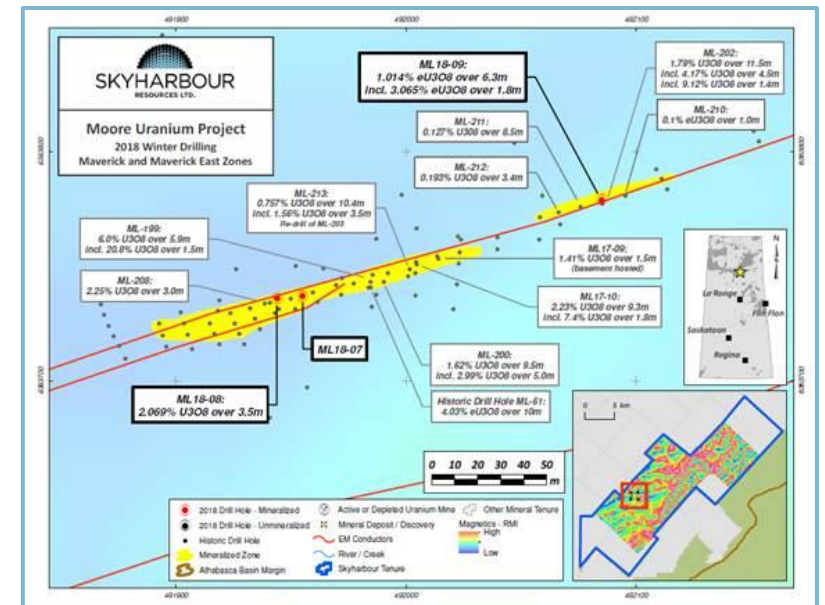 491900
492000
492100
SKYHARBOUR
RESOURCES LTD.
Moore Uranium Project
2018 Winter Drilling
Maverick and Maverick East Zones
ML18-09:
1.014% eU3O8 over 6.3m
incl. 3.065% eU3O8 over 1.8m
ML-202:
1.79% U3O8 over 11.5m
incl. 4.17% U3O8 over 4.5m
incl. 9.12% U3O8 over 1.4m
ML-211:
0.127% U3O8 over 8.5m
ML-210:
0.1% eU3O8 over 1.0m
ML-212:
0.193% U3O8 over 3.4m
ML-213:
0.757% U3O8 over 10.4m
incl. 1.56% U3O8 over 3.5m
Re-drill of ML-203
ML-199:
6.0% U3O8 over 5.9m
incl. 20.8% U3O8 over 1.5m
ML-208:
2.25% U3O8 over 3.0m
ML17-09:
1.41% U3O8 over 1.5m
(basement hosted)
ML17-10:
2.23% U3O8 over 9.3m
incl. 7.4% U3O8 over 1.8m
ML18-07
ML-200:
1.62% U3O8 over 9.5m
incl. 2.99% U3O8 over 5.0m
ML18-08:
2.069% U3O8 over 3.5m
Historic Drill Hole ML-61:
4.03% eU3O8 over 10m
N
La Ronge
Flin Flon
Saskatoon
Regina
0 5 km
0 10 20 30 40 50
m
2018 Drill Hole - Mineralized
2018 Drill Hole - Unmineralized
Historic Drill Hole
Mineralized Zone
Athabasca Basin Margin
Active or Depleted Uranium Mine
Mineral Deposit / Discovery
EM Conductors
River / Creek
Skyharbour Tenure
Other Mineral Tenure
Magnetics - RMI
High
Low
491900
492000
492100